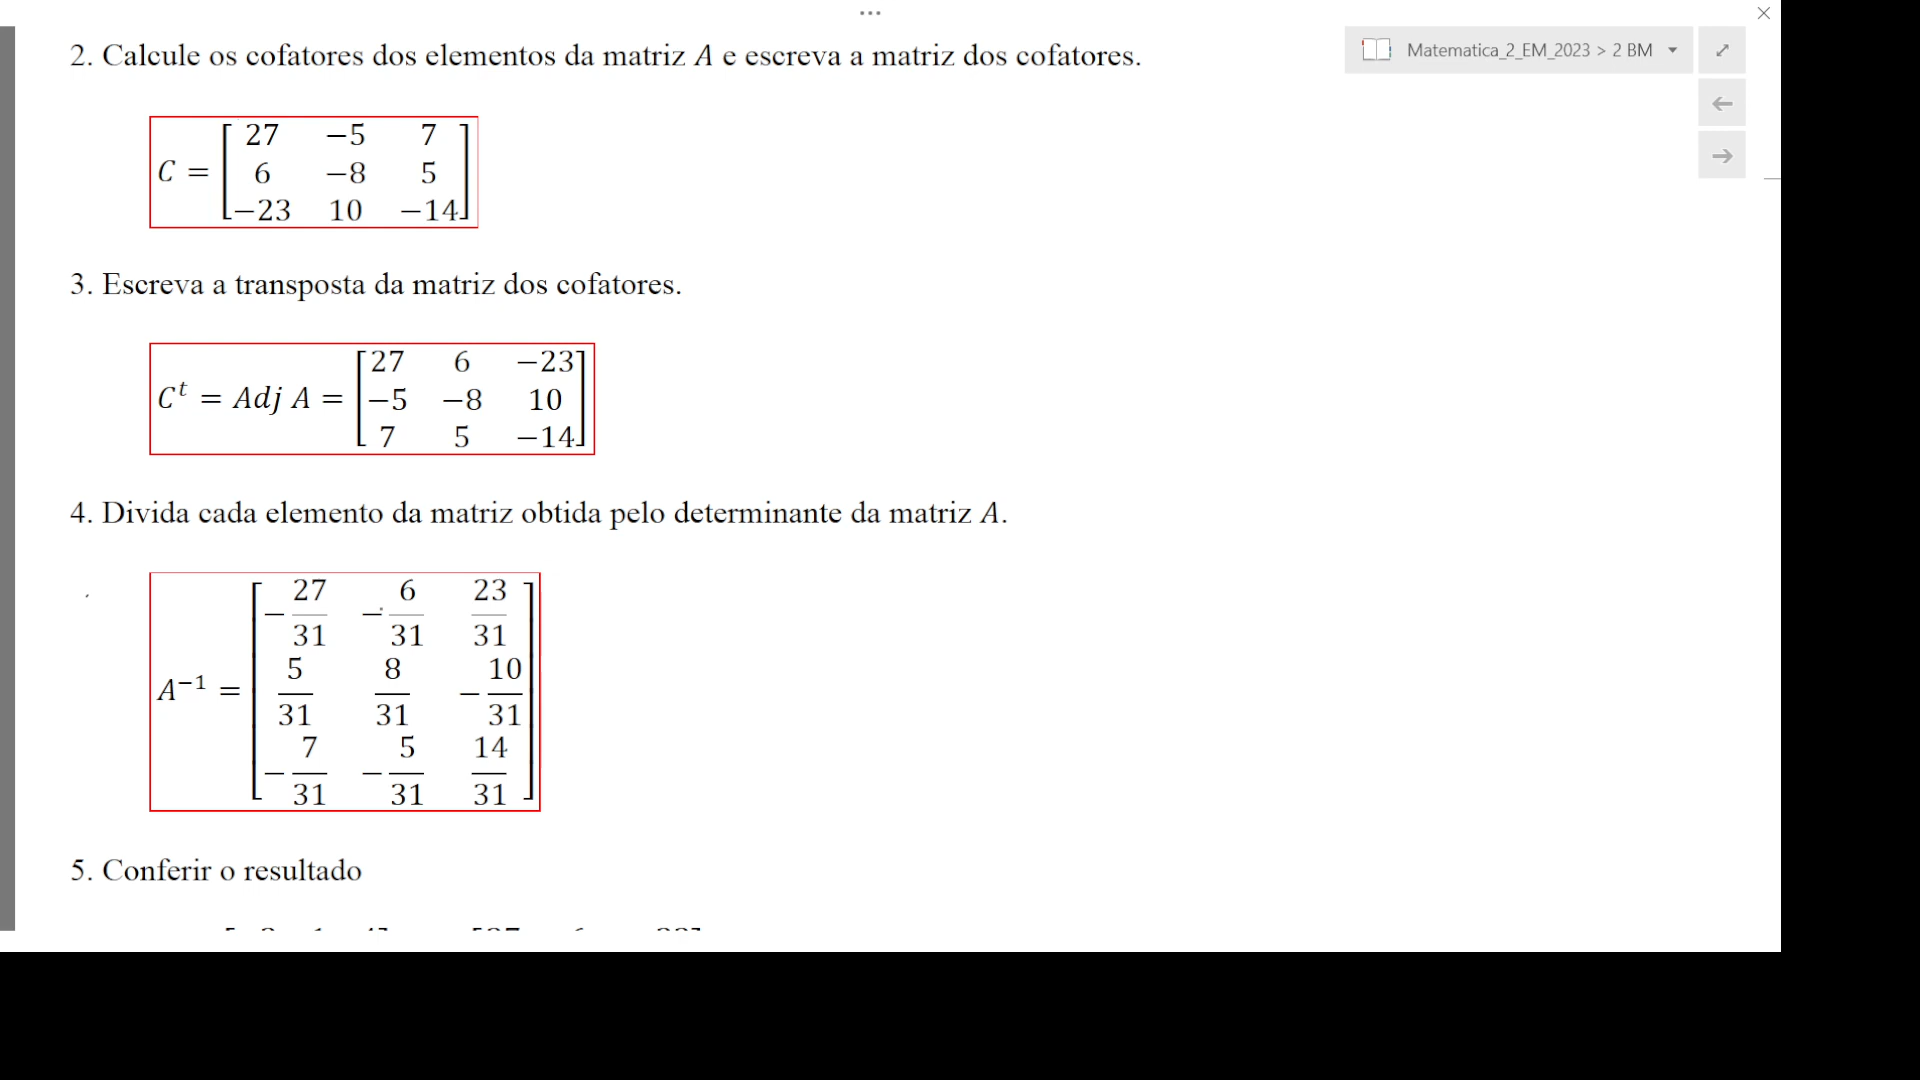 Matematica_2_EM_2023 > 2 BM
2. Calcule os cofatores dos elementos da matriz A e escreva a matriz dos cofatores.
C = [27 −5 7
6 −8 5
−23 10 −14]
3. Escreva a transposta da matriz dos cofatores.
Cᵗ = Adj A = [27 6 −23
−5 −8 10
7 5 −14]
4. Divida cada elemento da matriz obtida pelo determinante da matriz A.
A⁻¹ = [−27/31 −6/31 23/31
5/31 8/31 −10/31
−7/31 −5/31 14/31]
5. Conferir o resultado